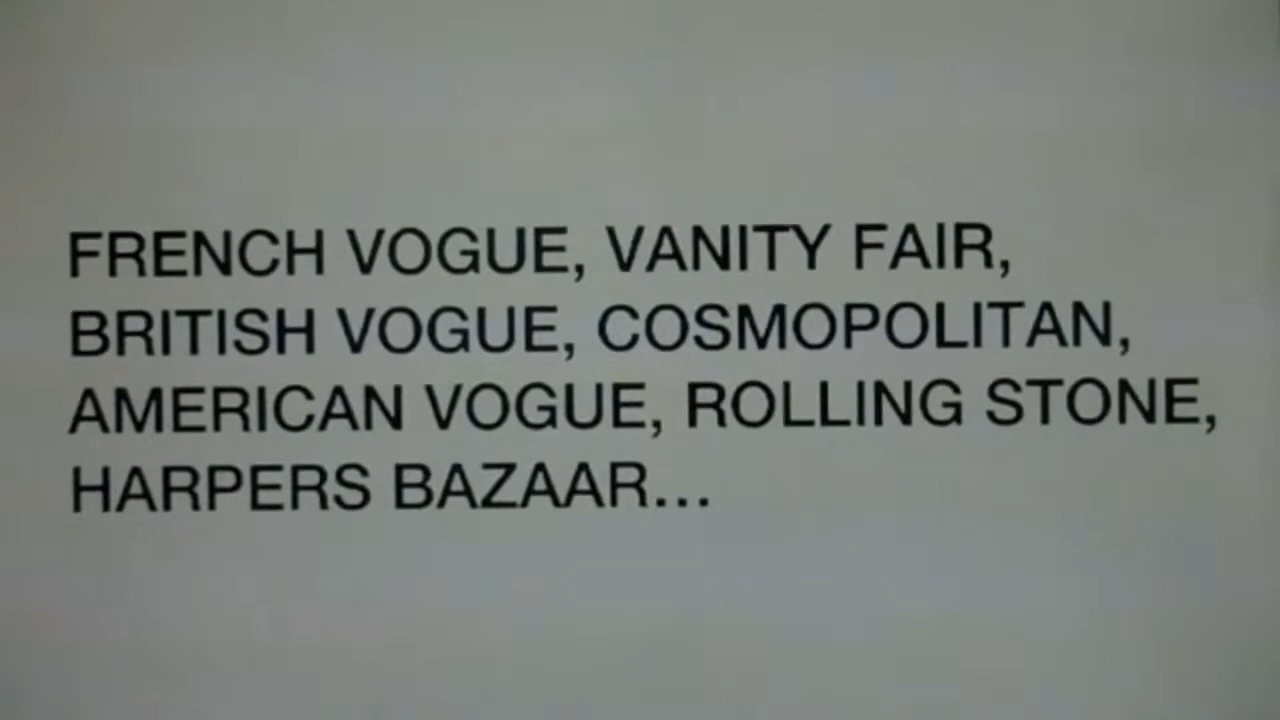 FRENCH VOGUE, VANITY FAIR,
BRITISH VOGUE, COSMOPOLITAN,
AMERICAN VOGUE, ROLLING STONE,
HARPERS BAZAAR...